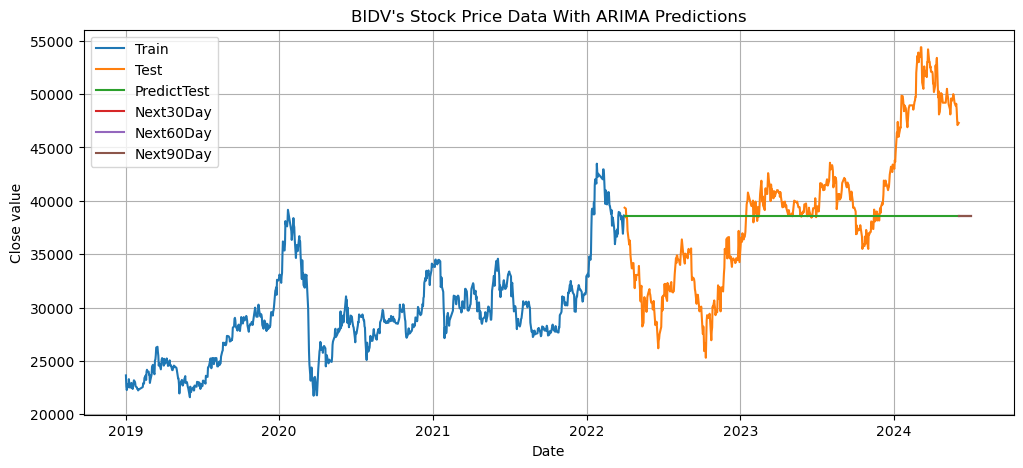 BIDV's Stock Price Data With ARIMA Predictions
Close value
55000
50000
45000
40000
35000
30000
25000
20000
Train
Test
PredictTest
Next30Day
Next60Day
Next90Day
2019 2020 2021 2022 2023 2024
Date